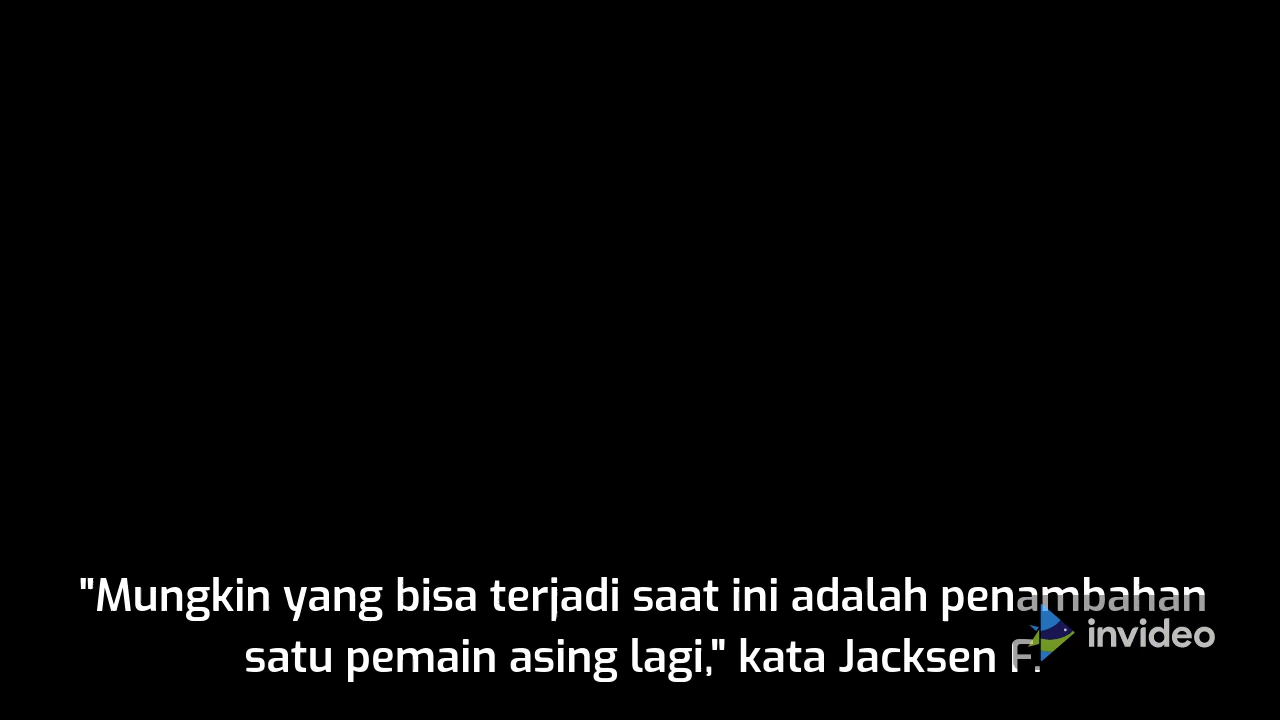 "Mungkin yang bisa terjadi saat ini adalah penambahan
satu pemain asing lagi," kata Jacksen F.
invideo